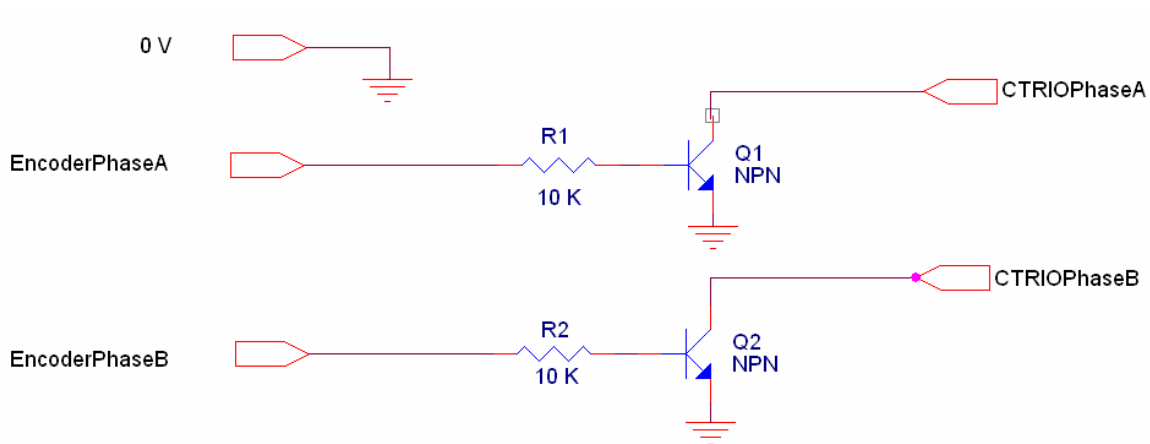 0 V
CTRIOPhaseA
R1
EncoderPhaseA
Q1
NPN
10 K
CTRIOPhaseB
R2
Q2
EncoderPhaseB
NPN
10 K